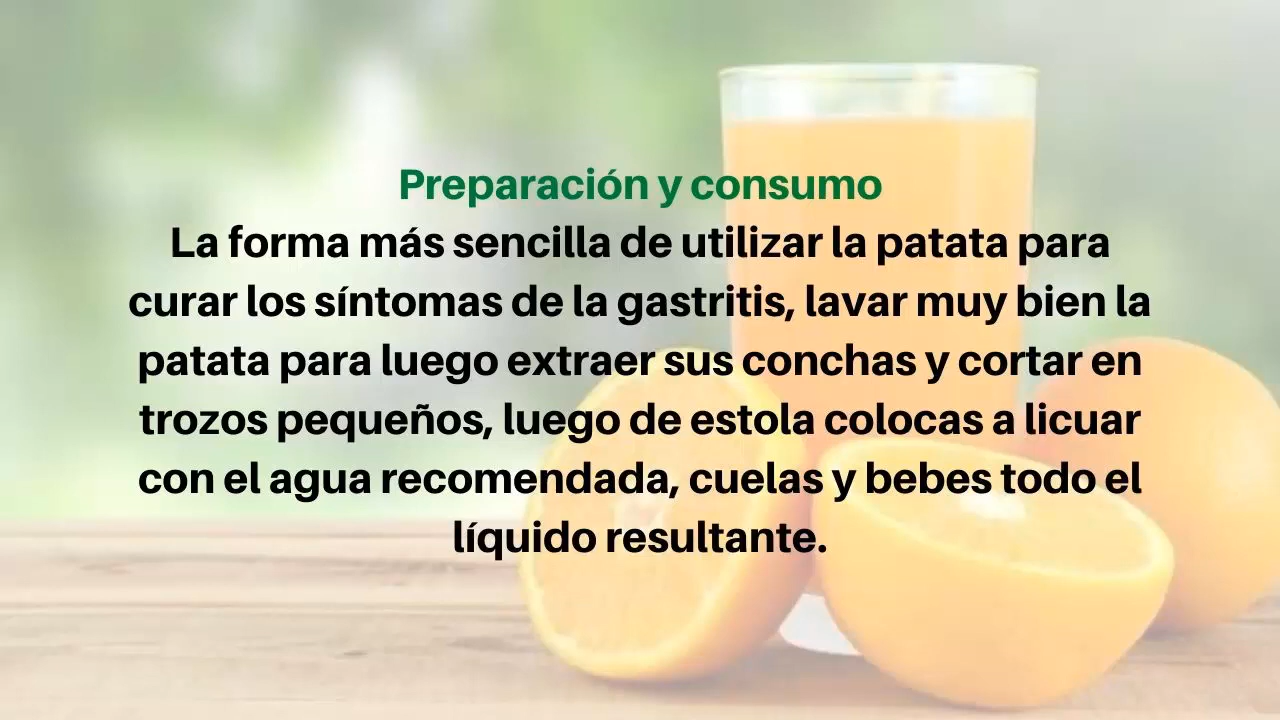 Preparación y consumo
La forma más sencilla de utilizar la patata para
curar los síntomas de la gastritis, lavar muy bien la
patata para luego extraer sus conchas y cortar en
trozos pequeños, luego de estola colocas a licuar
con el agua recomendada, cuelas y bebes todo el
líquido resultante.